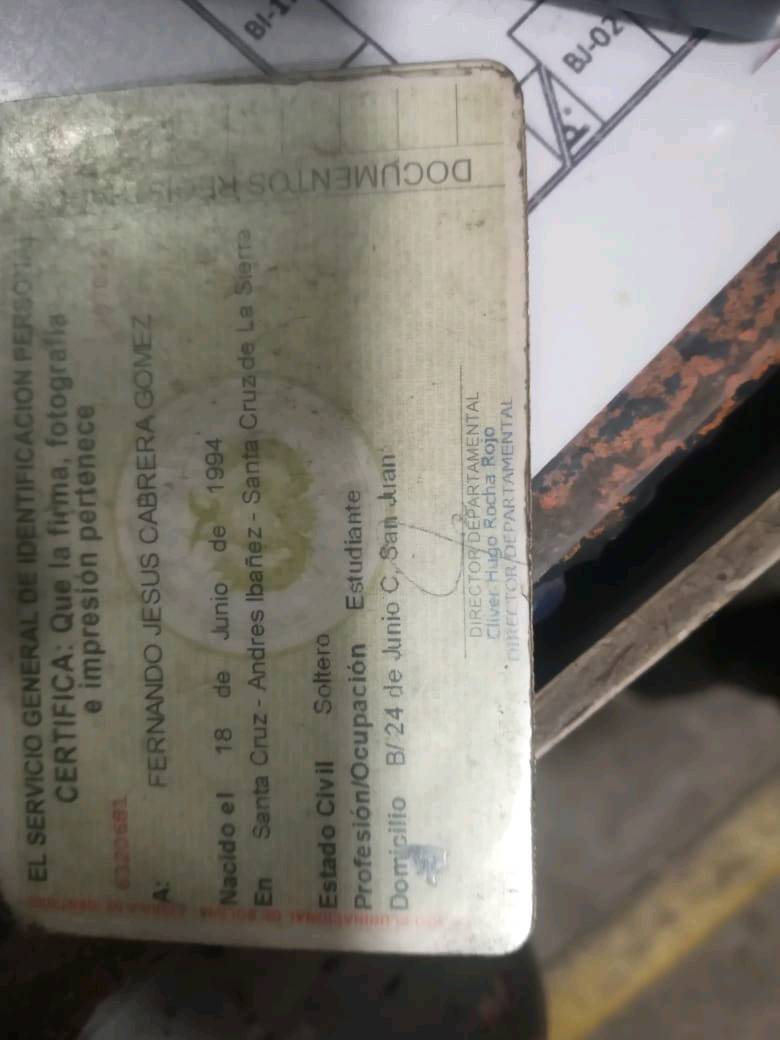 EL SERVICIO GENERAL DE IDENTIFICACION
CERTIFICA: Que la firma, fotografía
e impresión pertenece
A: FERNANDO JESUS CABRERA GOMEZ
Nacido el 18 de Junio de 1994
En Santa Cruz - Andres Ibañez - Santa Cruz de La Sierra
Estado Civil Soltero
Profesión/Ocupación Estudiante
Domicilio B/ 24 de Junio C, San Juan
DIRECTOR DEPARTAMENTAL
Cliver Hugo Rocha Rojo
DIRECTOR DEPARTAMENTAL
DOCUMENTOS
BJ-02